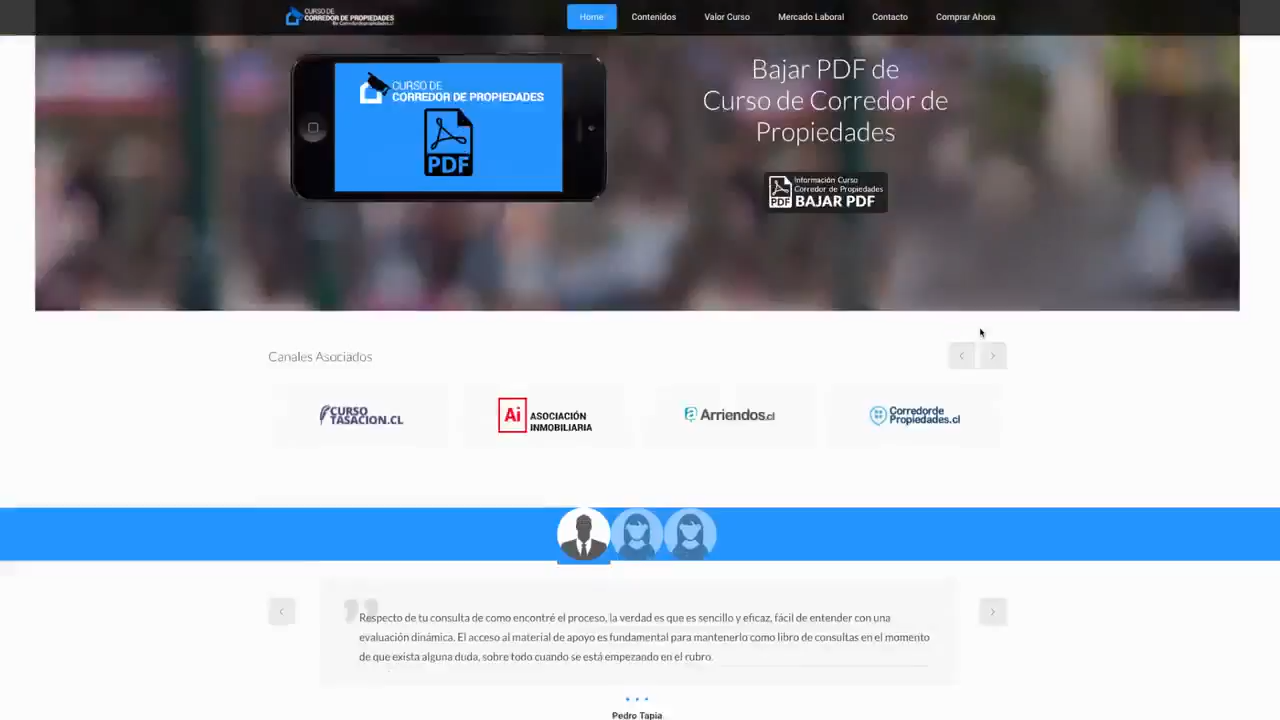 CURSO DE
CORREDOR DE PROPIEDADES
Home
Contenidos
Valor Curso
Mercado Laboral
Contacto
Comprar Ahora
CURSO DE
CORREDOR DE PROPIEDADES
PDF
Bajar PDF de
Curso de Corredor de
Propiedades
PDF
Información Curso
Corredor de Propiedades
BAJAR PDF
Canales Asociados
CURSO
TASACION.CL
Ai
ASOCIACIÓN
INMOBILIARIA
Arriendos.cl
Corredorde
Propiedades.cl
Respecto de tu consulta de como encontré el proceso, la verdad es que es sencillo y eficaz, fácil de entender con una
evaluación dinámica. El acceso al material de apoyo es fundamental para mantenerlo como libro de consultas en el momento
de que exista alguna duda, sobre todo cuando se está empezando en el rubro.
Pedro Tapia